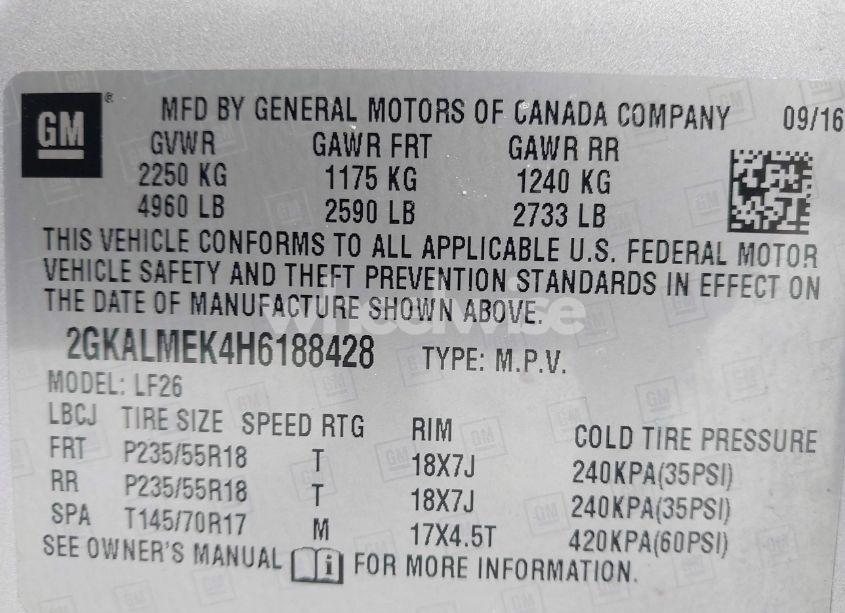 GM ®
MFD BY GENERAL MOTORS OF CANADA COMPANY 09/16
GVWR GAWR FRT GAWR RR
2250 KG 1175 KG 1240 KG
4960 LB 2590 LB 2733 LB
THIS VEHICLE CONFORMS TO ALL APPLICABLE U.S. FEDERAL MOTOR
VEHICLE SAFETY AND THEFT PREVENTION STANDARDS IN EFFECT ON
THE DATE OF MANUFACTURE SHOWN ABOVE.
wheelwise
2GKALMEK4H6188428 TYPE: M.P.V.
MODEL: LF26
LBCJ TIRE SIZE SPEED RTG RIM COLD TIRE PRESSURE
FRT P235/55R18 T 18X7J 240KPA(35PSI)
RR P235/55R18 T 18X7J 240KPA(35PSI)
SPA T145/70R17 M 17X4.5T 420KPA(60PSI)
SEE OWNER'S MANUAL i FOR MORE INFORMATION.